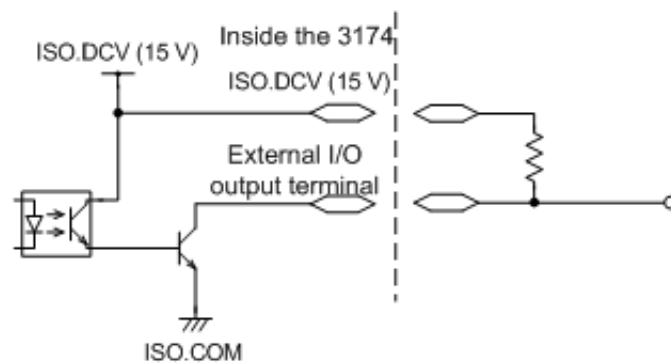 Inside the 3174
ISO.DCV (15 V)
ISO.DCV (15 V)
External I/O
output terminal
ISO.COM